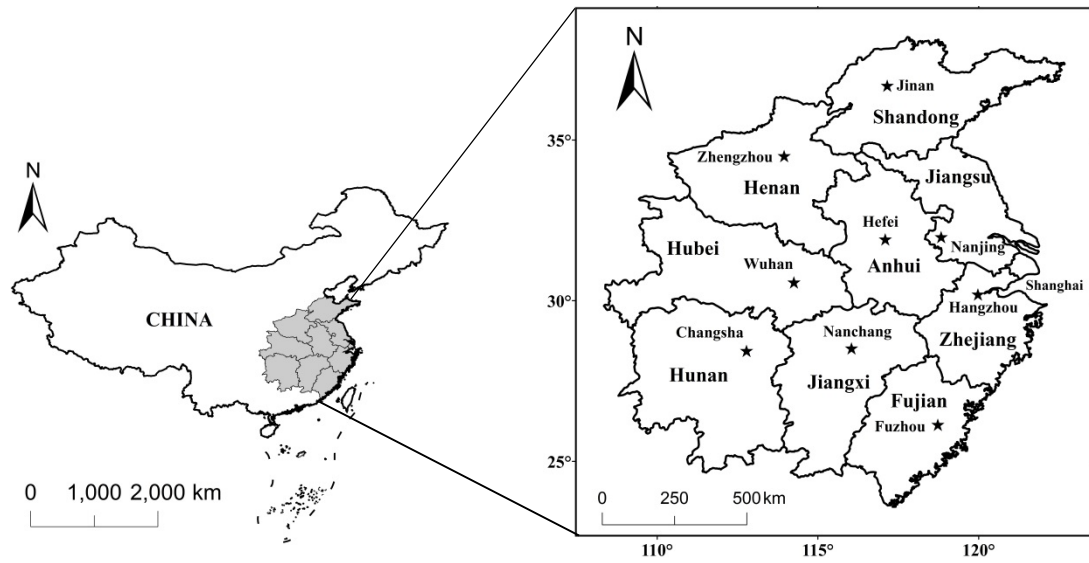 N
CHINA
0 1,000 2,000 km
N
Jinan
Shandong
35°
Zhengzhou
Henan
Jiangsu
Hefei
Anhui
Nanjing
Hubei
Wuhan
Shanghai
30°
Hangzhou
Zhejiang
Changsha
Hunan
Nanchang
Jiangxi
Fujian
Fuzhou
25°
0 250 500 km
110° 115° 120°